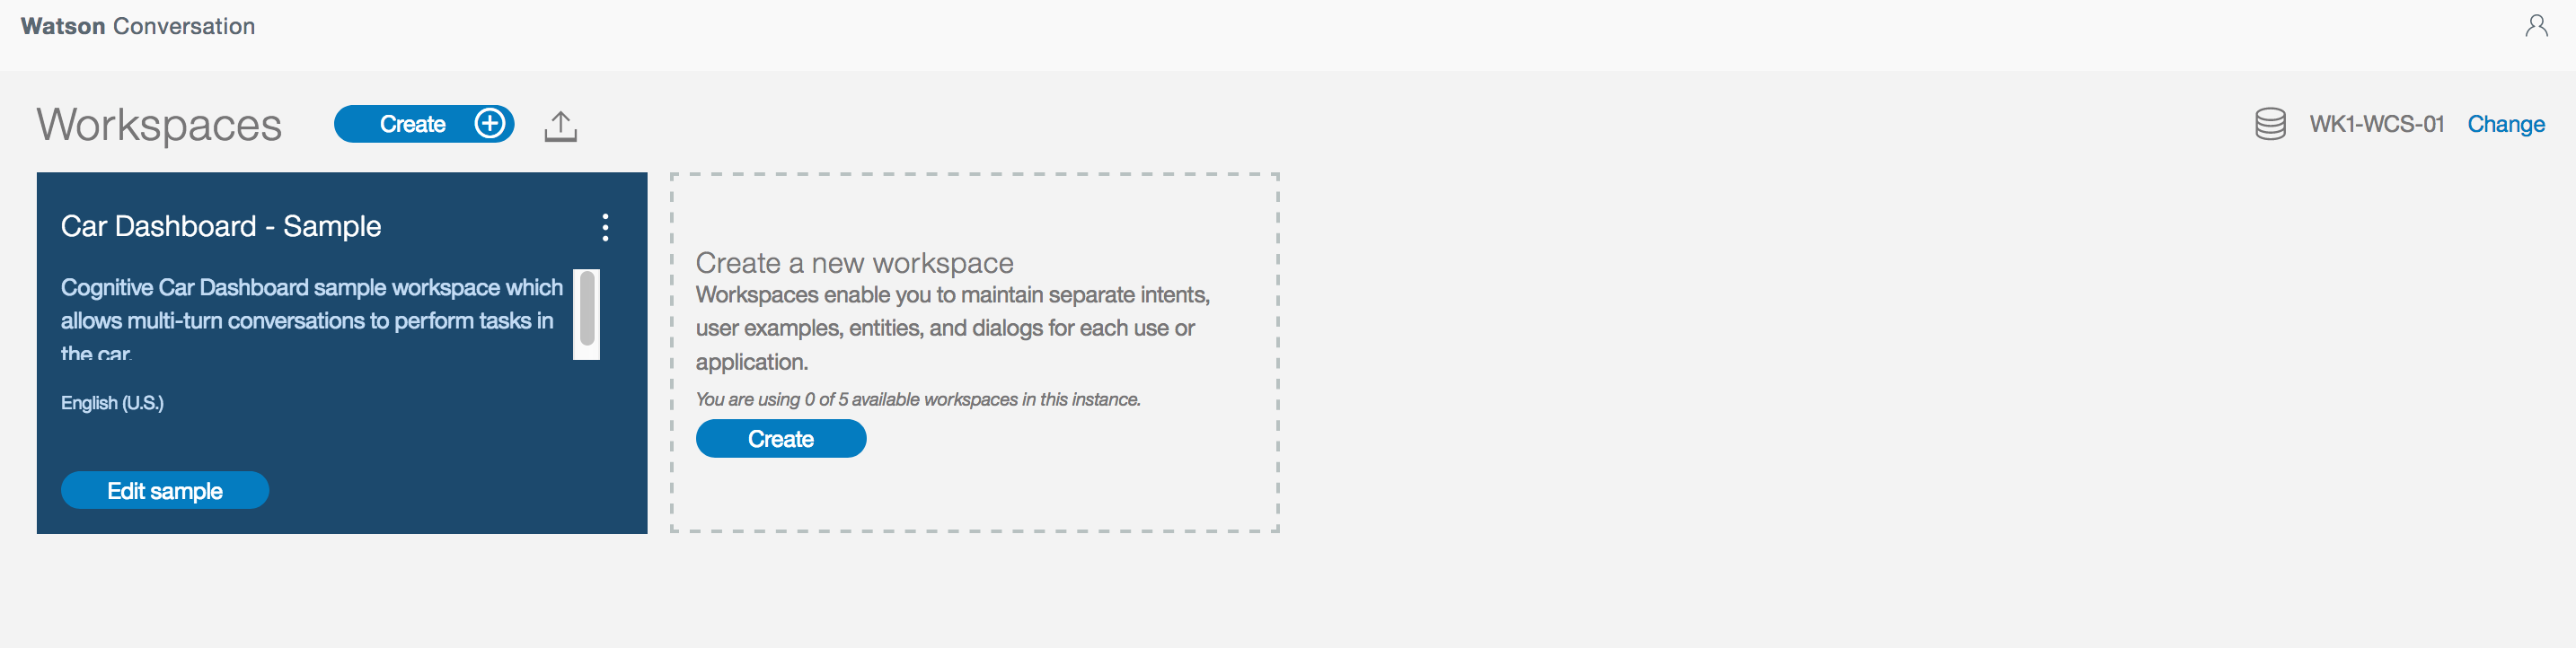 Watson Conversation
Workspaces Create WK1-WCS-01 Change
Car Dashboard - Sample
Cognitive Car Dashboard sample workspace which
allows multi-turn conversations to perform tasks in
the car.
English (U.S.)
Edit sample
Create a new workspace
Workspaces enable you to maintain separate intents,
user examples, entities, and dialogs for each use or
application.
You are using 0 of 5 available workspaces in this instance.
Create